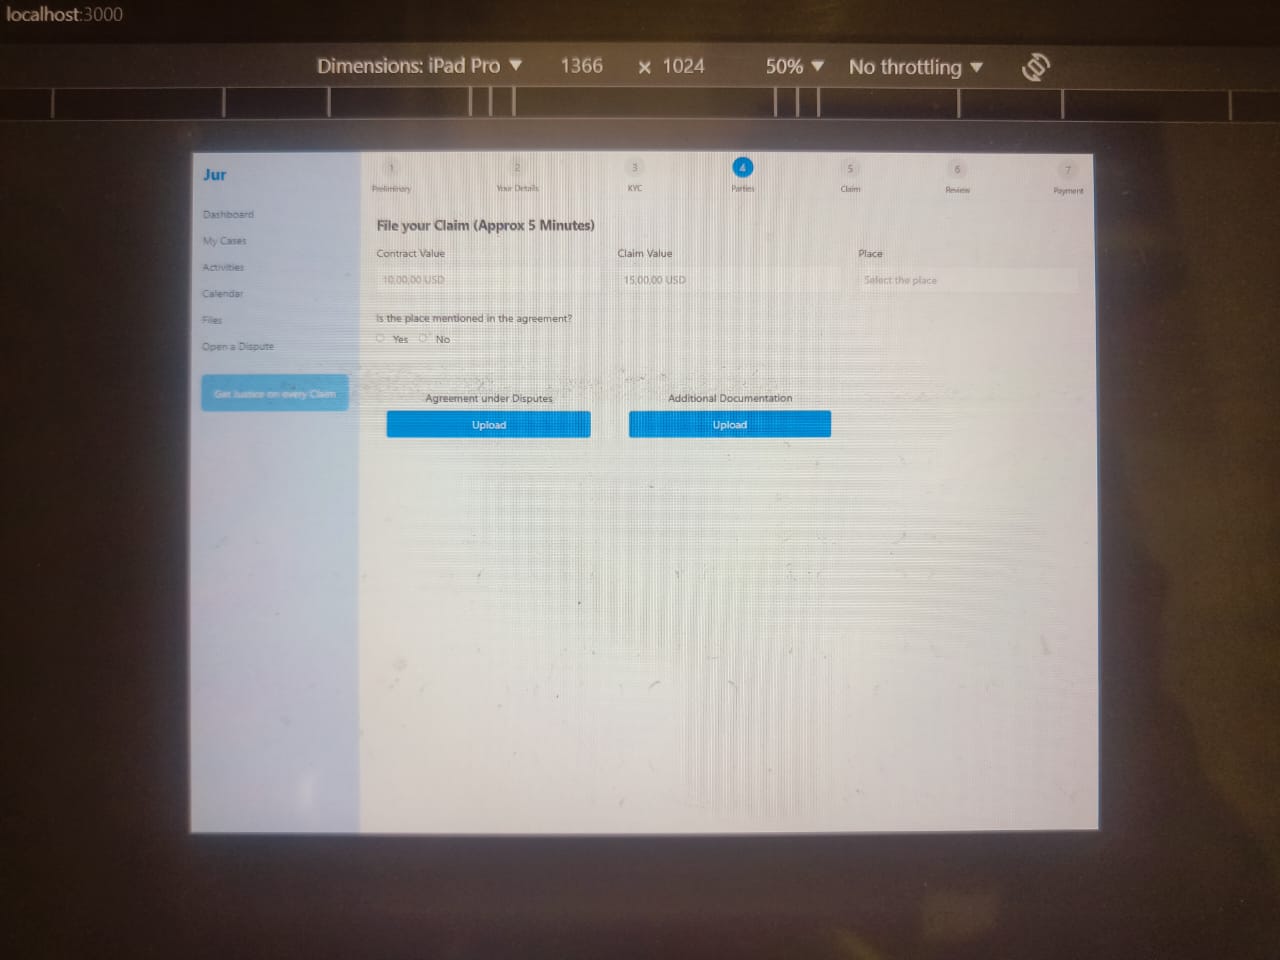 localhost:3000
Dimensions: iPad Pro ▼ 1366 x 1024 50% ▼ No throttling ▼
Jur
Dashboard
My Cases
Activities
Calendar
Files
Open a Dispute
Get Justice on every Claim
1 2 3 4 5 6 7
Preliminary Your Details KYC Parties Claim Review Payment
File your Claim (Approx 5 Minutes)
Contract Value Claim Value Place
10,00,00 USD 15,00,00 USD Select the place
Is the place mentioned in the agreement?
Yes No
Agreement under Disputes Additional Documentation
Upload Upload